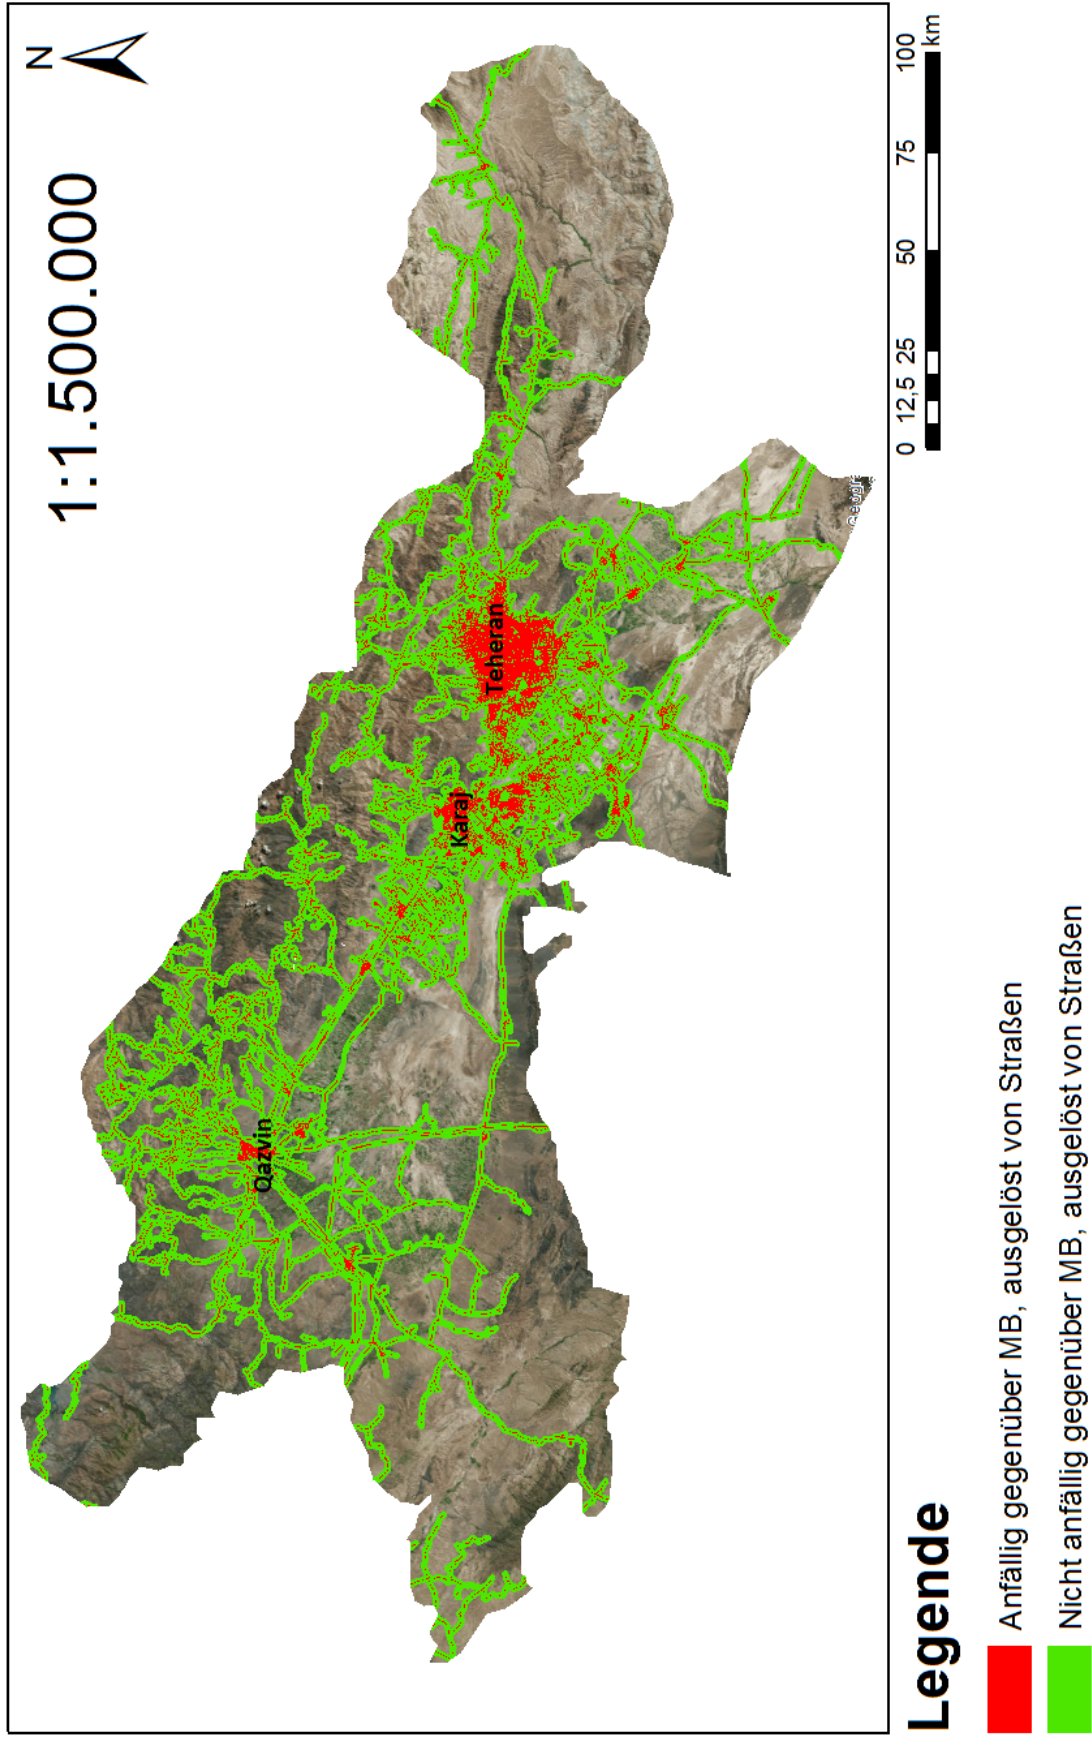 N
1:1.500.000
Qazvin
Karaj
Teheran
0 12,5 25 50 75 100
km
Legende
Anfällig gegenüber MB, ausgelöst von Straßen
Nicht anfällig gegenüber MB, ausgelöst von Straßen